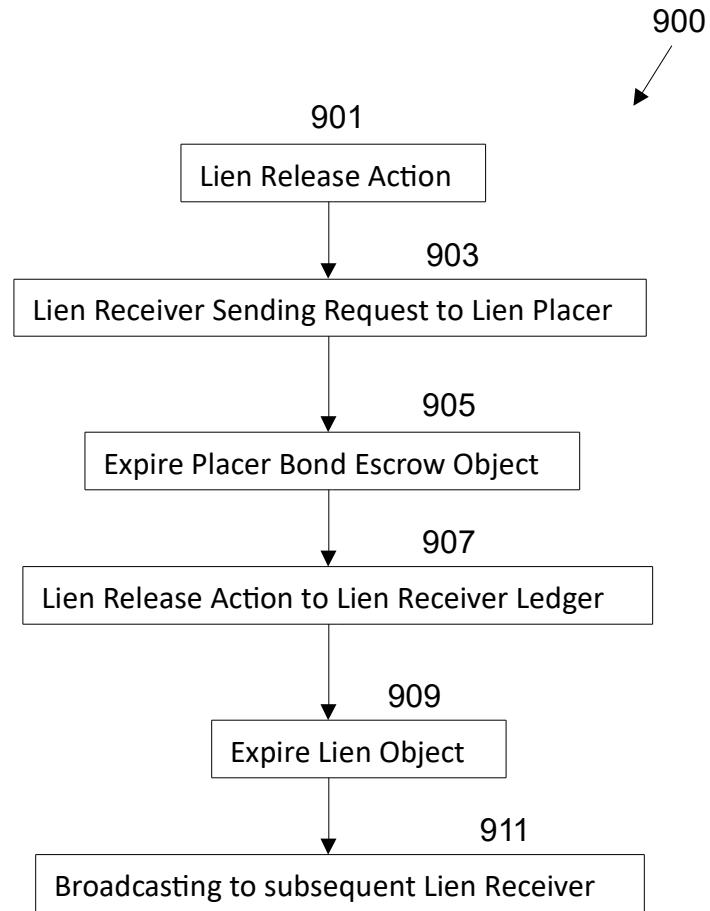 900
901
Lien Release Action
903
Lien Receiver Sending Request to Lien Placer
905
Expire Placer Bond Escrow Object
907
Lien Release Action to Lien Receiver Ledger
909
Expire Lien Object
911
Broadcasting to subsequent Lien Receiver